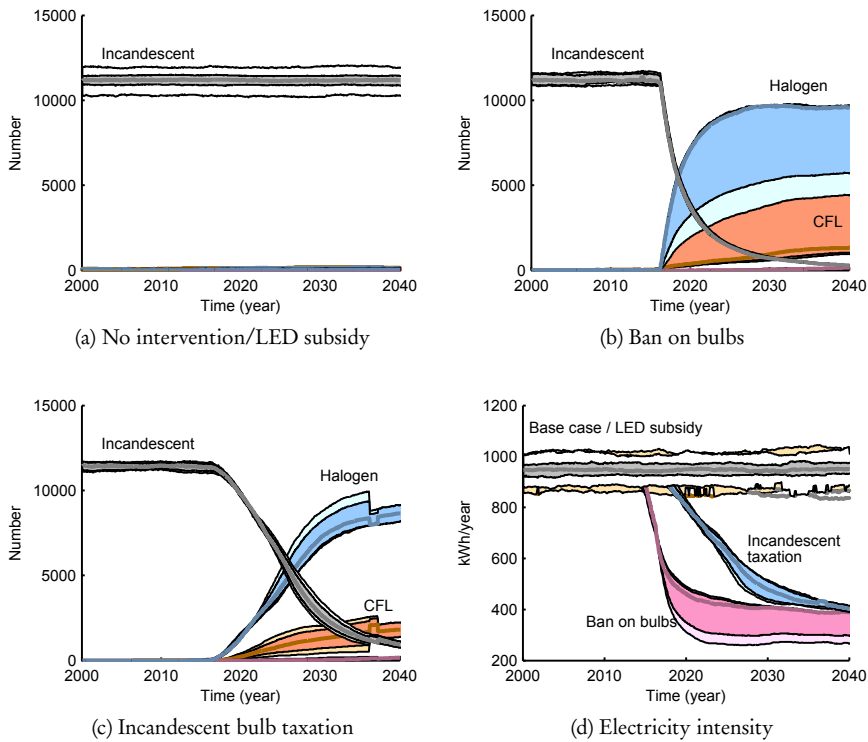 15000
Incandescent
10000
Number
5000
0
2000
2010
2020
2030
2040
Time (year)
(a) No intervention/LED subsidy
15000
Incandescent
Halogen
10000
Number
5000
CFL
0
2000
2010
2020
2030
2040
Time (year)
(b) Ban on bulbs
15000
Incandescent
Halogen
10000
Number
5000
CFL
0
2000
2010
2020
2030
2040
Time (year)
(c) Incandescent bulb taxation
1200
Base case / LED subsidy
1000
800
kWh/year
Incandescent
taxation
600
400
Ban on bulbs
200
2000
2010
2020
2030
2040
Time (year)
(d) Electricity intensity